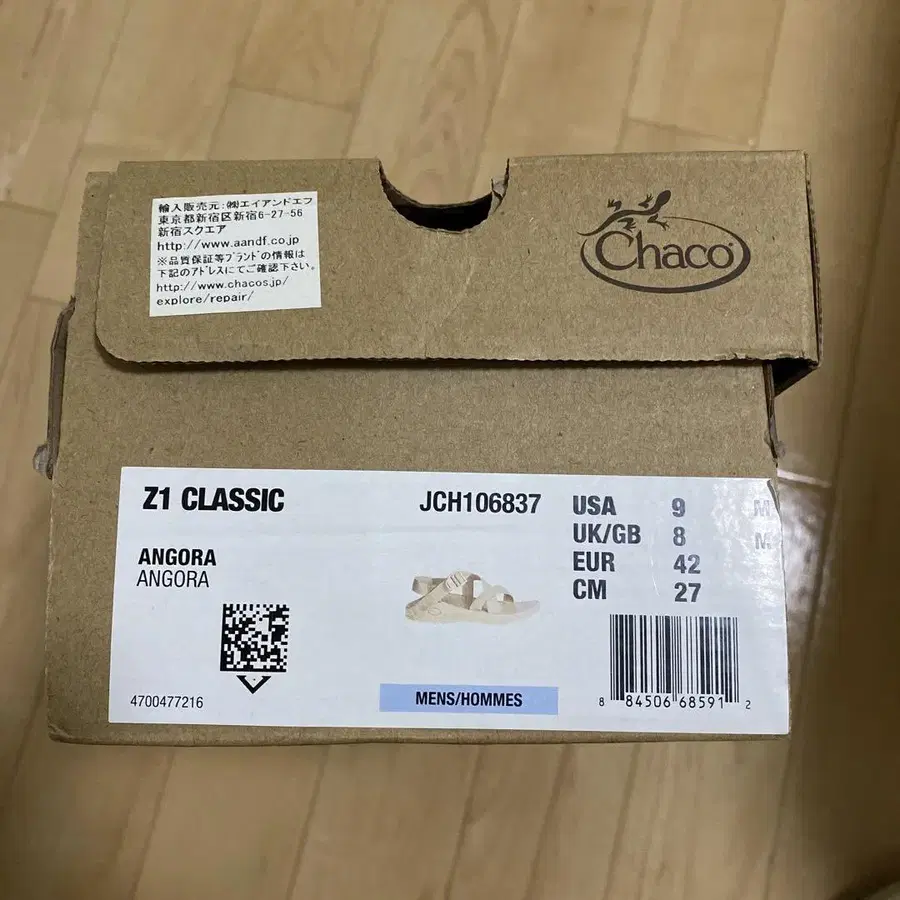 輸入販売元:㈱エイアンドエフ
東京都新宿区新宿6-27-56
新宿スクエア
http://www.aandf.co.jp
※品質保証等ﾌﾞﾗﾝﾄﾞの情報は
下記のアドレスにてご確認下さい。
http://www.chacos.jp/
explore/repair/
Chaco
Z1 CLASSIC
JCH106837
ANGORA
ANGORA
USA 9 M
UK/GB 8 M
EUR 42
CM 27
4700477216
MENS/HOMMES
8 84506 68591 2